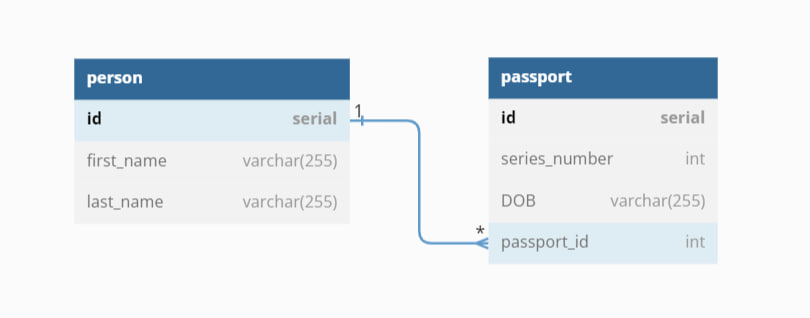 person
id serial
first_name varchar(255)
last_name varchar(255)
1
*
passport
id serial
series_number int
DOB varchar(255)
passport_id int